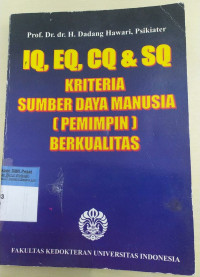 Prof. Dr. dr. H. Dadang Hawari, Psikiater
IQ, EQ, CQ & SQ
KRITERIA
SUMBER DAYA MANUSIA
( PEMIMPIN )
BERKUALITAS
FAKULTAS KEDOKTERAN UNIVERSITAS INDONESIA